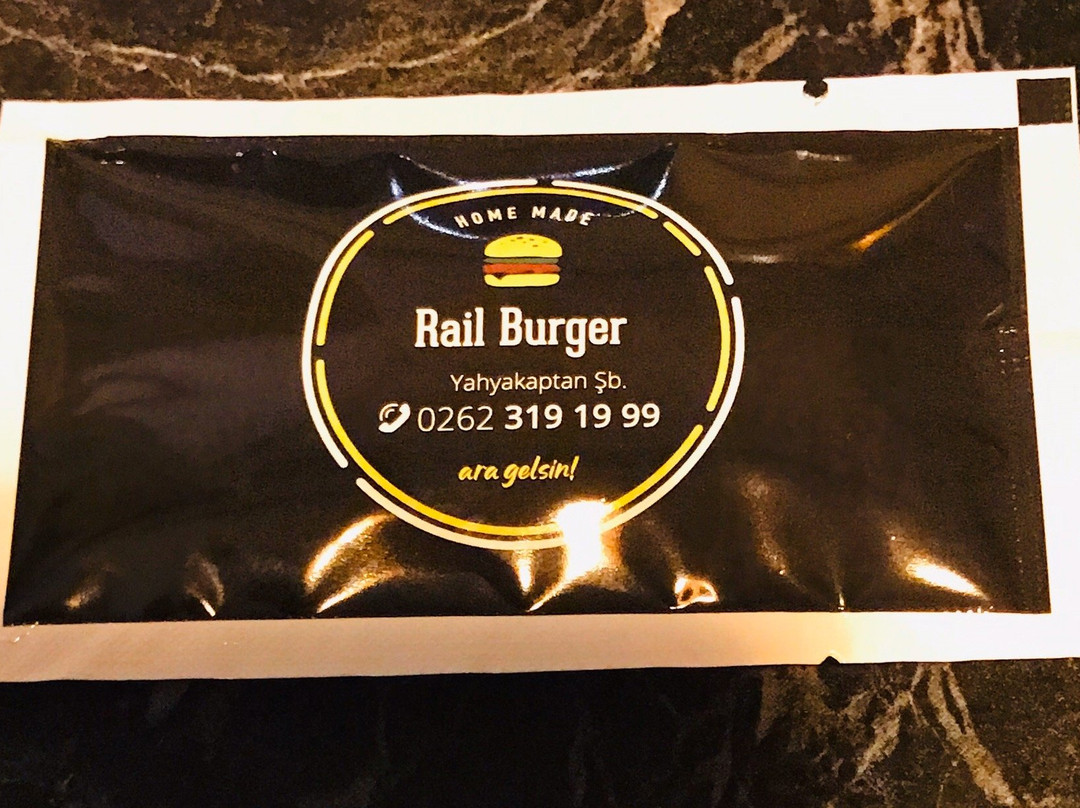 HOME MADE
Rail Burger
Yahyakaptan Şb.
0262 319 19 99
ara gelsin!